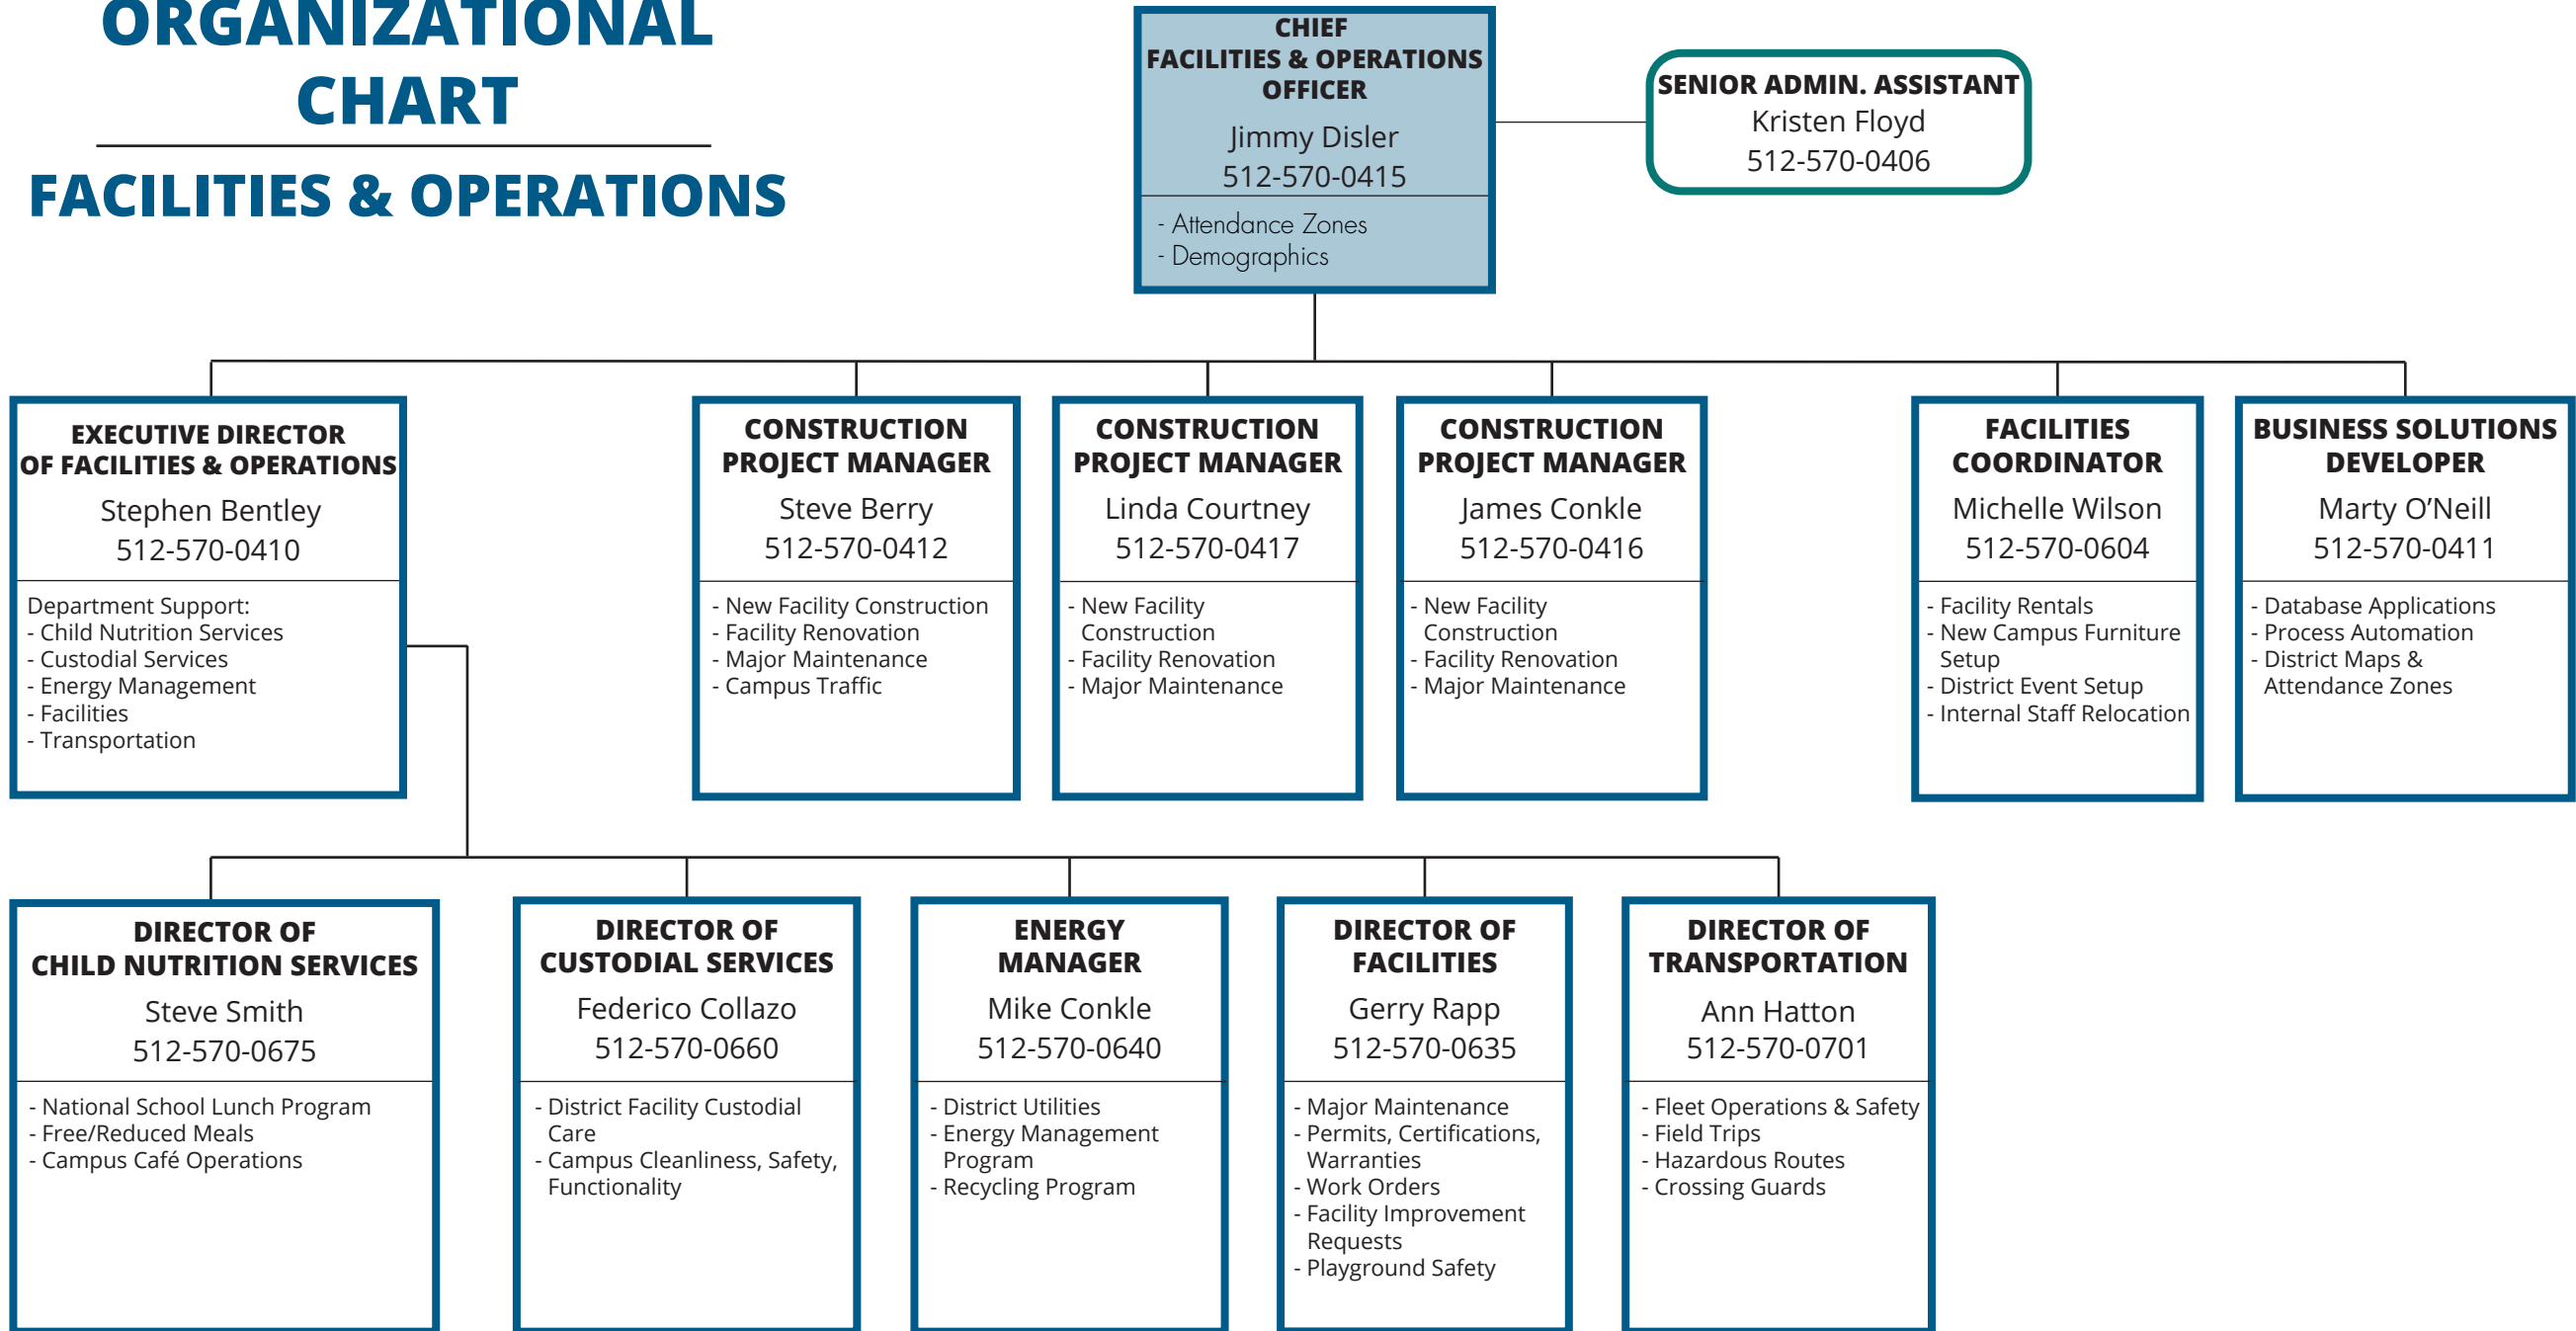 ORGANIZATIONAL
CHART
FACILITIES & OPERATIONS
CHIEF
FACILITIES & OPERATIONS
OFFICER
Jimmy Disler
512-570-0415
- Attendance Zones
- Demographics
SENIOR ADMIN. ASSISTANT
Kristen Floyd
512-570-0406
EXECUTIVE DIRECTOR
OF FACILITIES & OPERATIONS
Stephen Bentley
512-570-0410
Department Support:
- Child Nutrition Services
- Custodial Services
- Energy Management
- Facilities
- Transportation
CONSTRUCTION
PROJECT MANAGER
Steve Berry
512-570-0412
- New Facility Construction
- Facility Renovation
- Major Maintenance
- Campus Traffic
CONSTRUCTION
PROJECT MANAGER
Linda Courtney
512-570-0417
- New Facility
Construction
- Facility Renovation
- Major Maintenance
CONSTRUCTION
PROJECT MANAGER
James Conkle
512-570-0416
- New Facility
Construction
- Facility Renovation
- Major Maintenance
FACILITIES
COORDINATOR
Michelle Wilson
512-570-0604
- Facility Rentals
- New Campus Furniture
Setup
- District Event Setup
- Internal Staff Relocation
BUSINESS SOLUTIONS
DEVELOPER
Marty O’Neill
512-570-0411
- Database Applications
- Process Automation
- District Maps &
Attendance Zones
DIRECTOR OF
CHILD NUTRITION SERVICES
Steve Smith
512-570-0675
- National School Lunch Program
- Free/Reduced Meals
- Campus Café Operations
DIRECTOR OF
CUSTODIAL SERVICES
Federico Collazo
512-570-0660
- District Facility Custodial
Care
- Campus Cleanliness, Safety,
Functionality
ENERGY
MANAGER
Mike Conkle
512-570-0640
- District Utilities
- Energy Management
Program
- Recycling Program
DIRECTOR OF
FACILITIES
Gerry Rapp
512-570-0635
- Major Maintenance
- Permits, Certifications,
Warranties
- Work Orders
- Facility Improvement
Requests
- Playground Safety
DIRECTOR OF
TRANSPORTATION
Ann Hatton
512-570-0701
- Fleet Operations & Safety
- Field Trips
- Hazardous Routes
- Crossing Guards